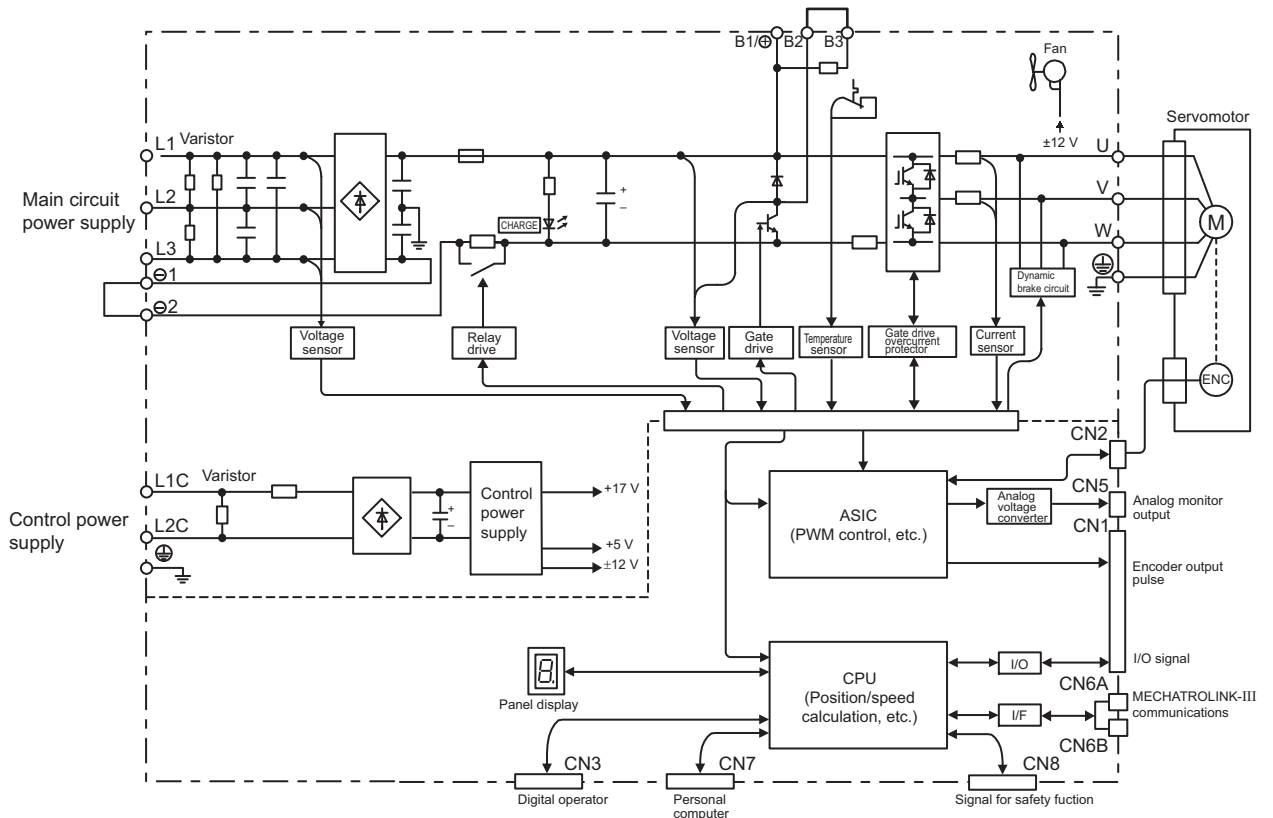 B1/⊕ B2 B3
Fan
±12 V
Servomotor
Main circuit
power supply
L1
Varistor
L2
L3
⊖1
⊖2
CHARGE
+
–
U
V
W
M
ENC
Dynamic
brake circuit
Voltage
sensor
Relay
drive
Voltage
sensor
Gate
drive
Temperature
sensor
Gate drive
overcurrent
protector
Current
sensor
Control power
supply
L1C
Varistor
L2C
+
–
Control
power
supply
+17 V
+5 V
±12 V
ASIC
(PWM control, etc.)
Analog
voltage
converter
CN2
CN5
Analog monitor
output
CN1
Encoder output
pulse
I/O signal
8.
Panel display
CPU
(Position/speed
calculation, etc.)
I/O
I/F
CN6A
MECHATROLINK-III
communications
CN6B
CN3
Digital operator
CN7
Personal
computer
CN8
Signal for safety fuction